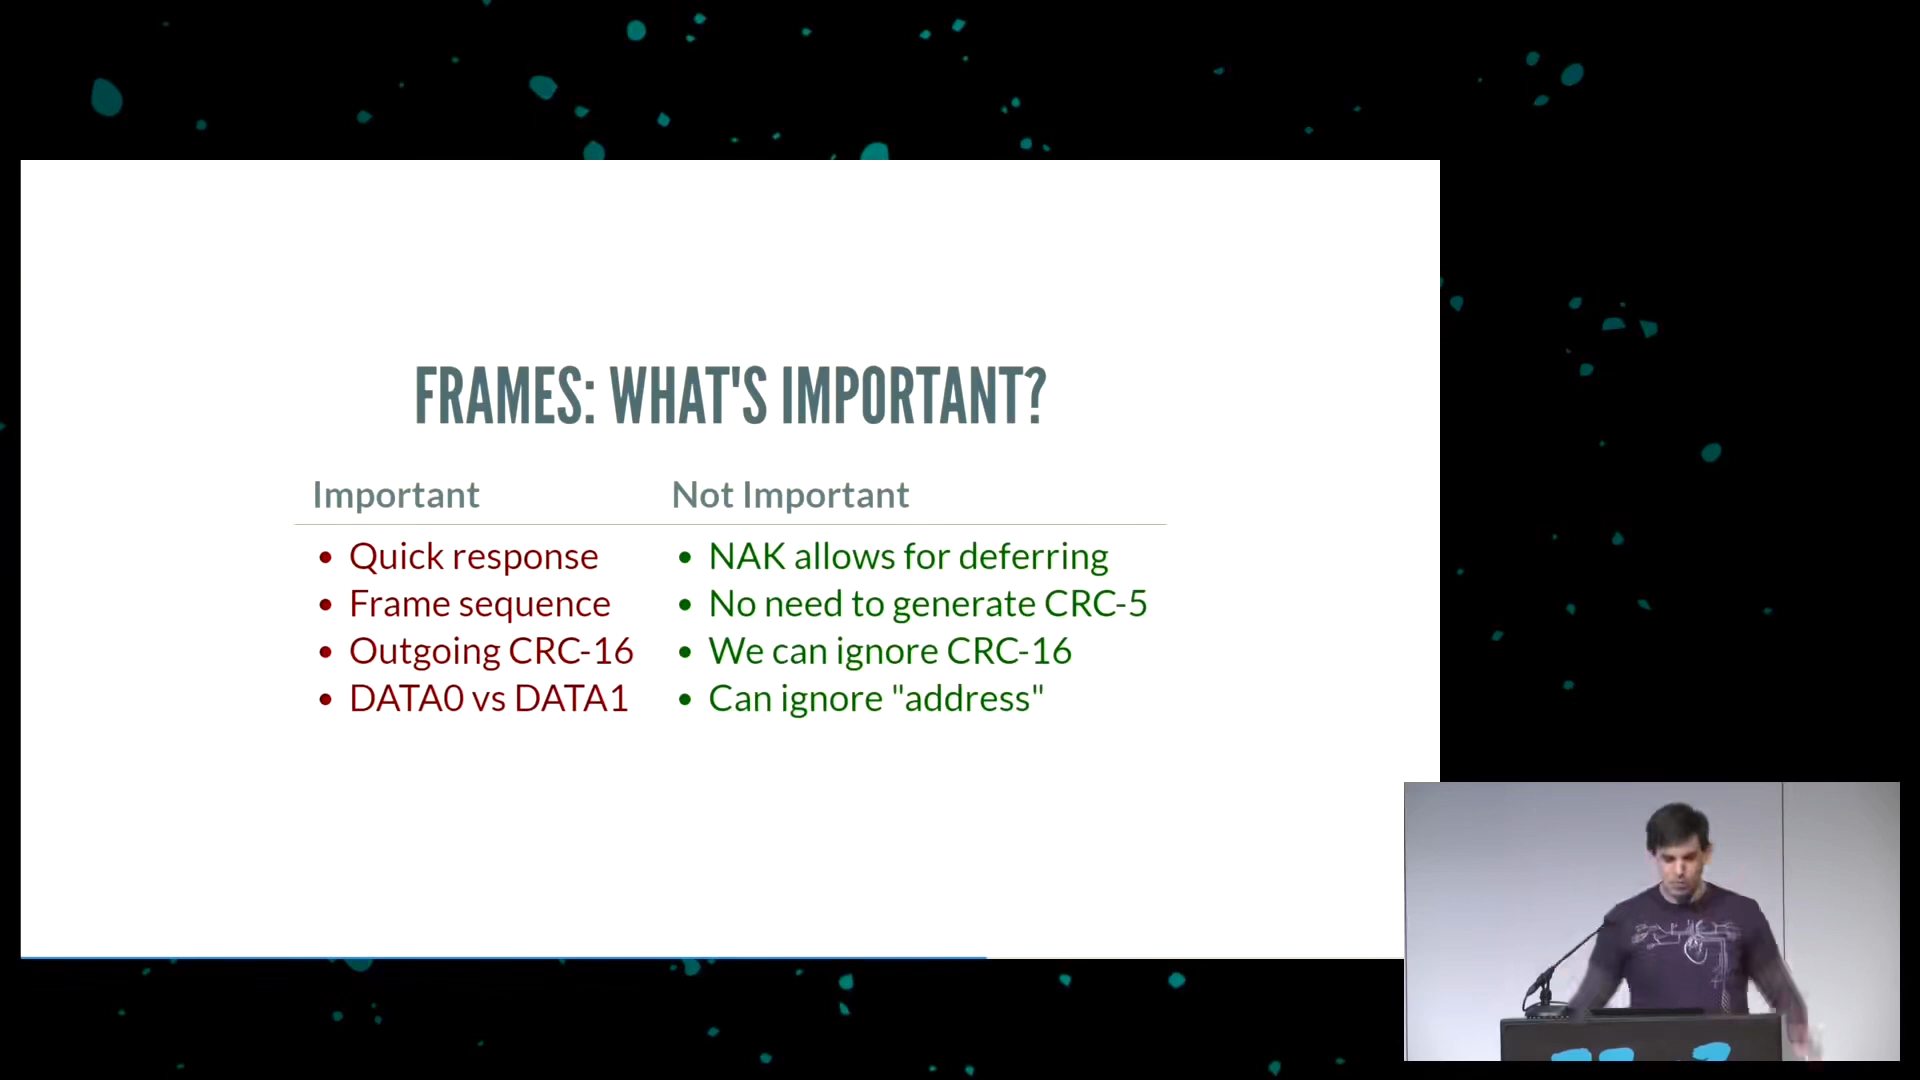 FRAMES: WHAT'S IMPORTANT?
Important
Not Important
• Quick response
• Frame sequence
• Outgoing CRC-16
• DATA0 vs DATA1
• NAK allows for deferring
• No need to generate CRC-5
• We can ignore CRC-16
• Can ignore "address"